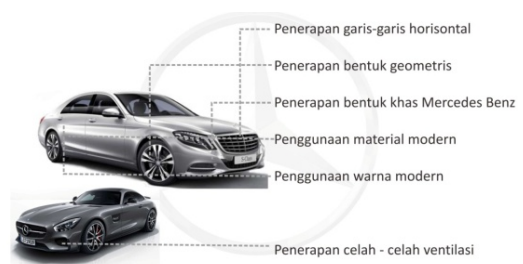 Penerapan garis-garis horisontal
Penerapan bentuk geometris
Penerapan bentuk khas Mercedes Benz
Penggunaan material modern
Penggunaan warna modern
Penerapan celah - celah ventilasi